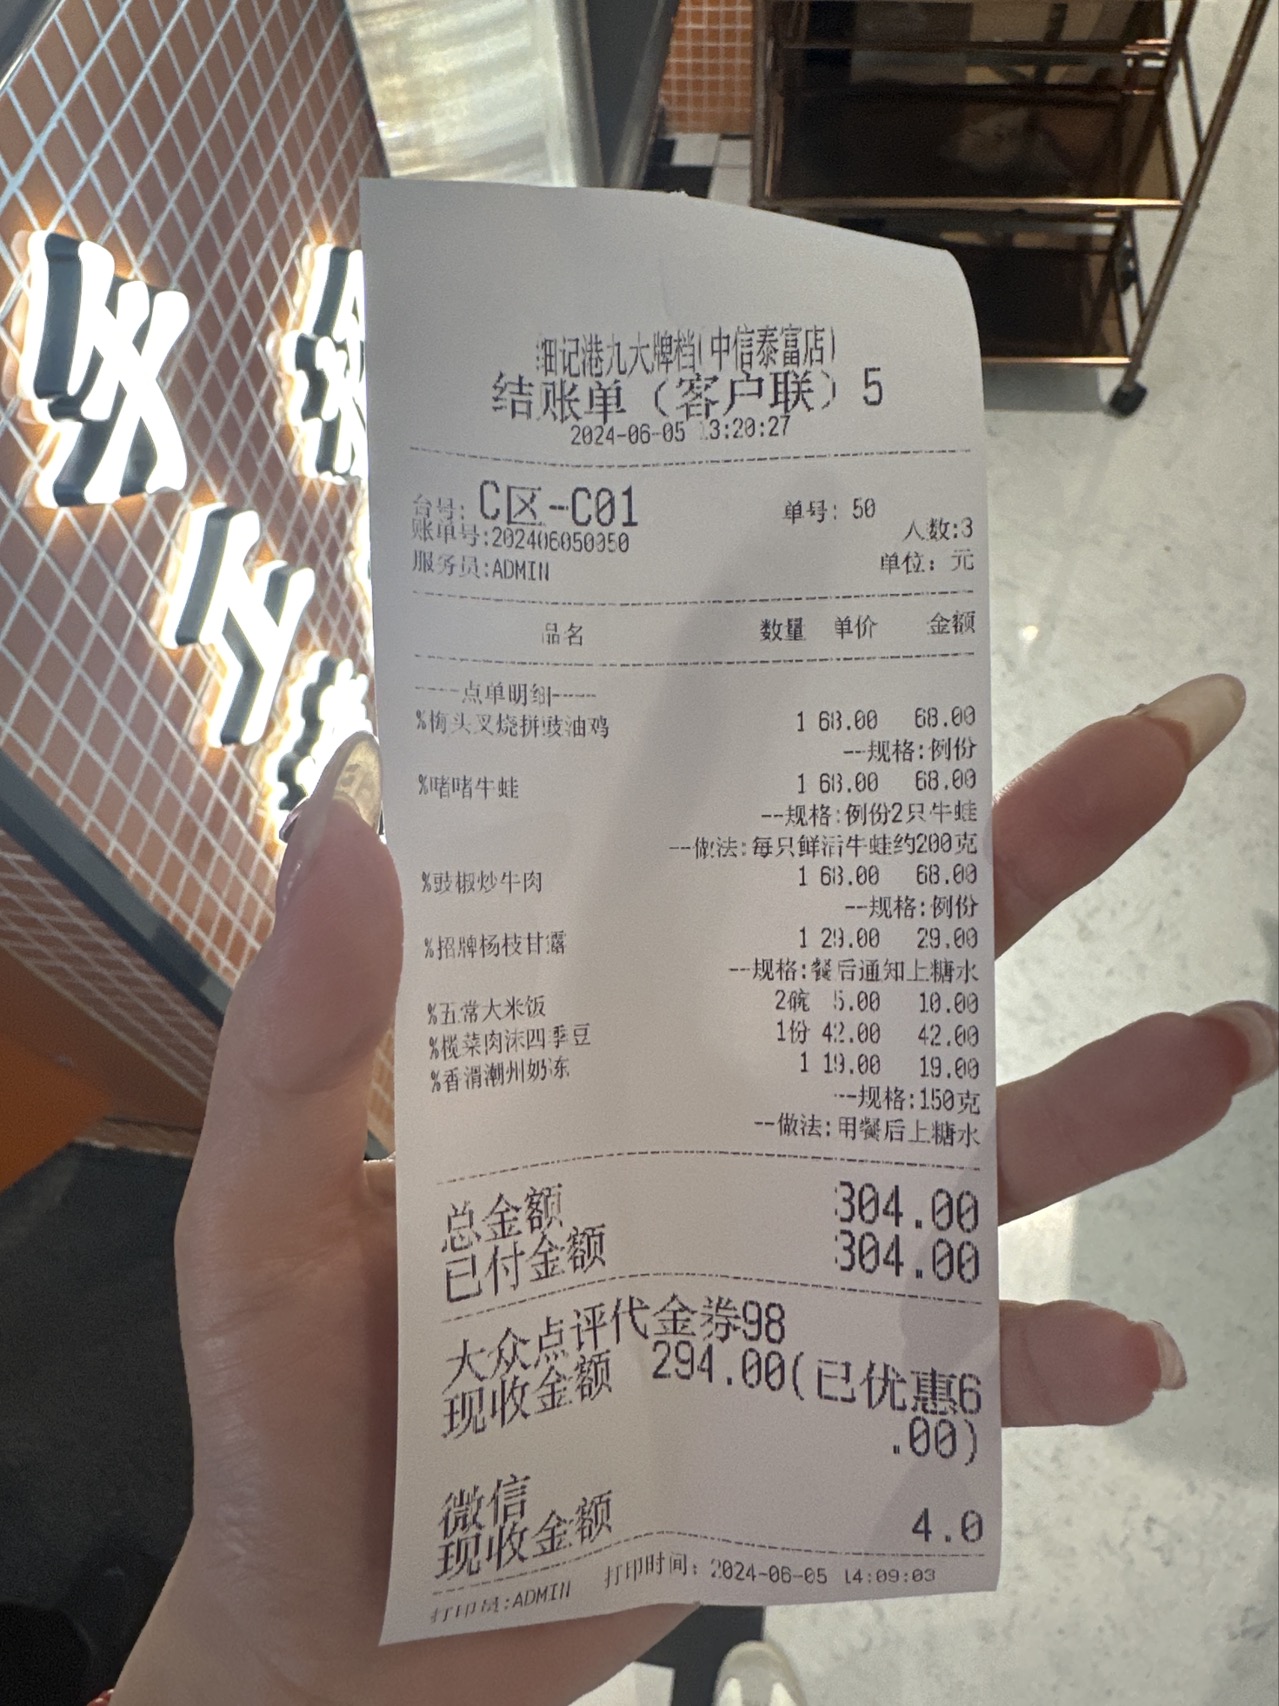 细记港九大牌档(中信泰富店)
结账单（客户联）5
2024-06-05 13:20:27
台号: C区-C01 单号: 50
账单号:202406050050 人数:3
服务员:ADMIN 单位: 元
品名 数量 单价 金额
----点单明细----
%梅头叉烧拼豉油鸡 1 68.00 68.00
--规格:例份
%啫啫牛蛙 1 68.00 68.00
--规格:例份2只牛蛙
--做法:每只鲜活牛蛙约200克
%豉椒炒牛肉 1 68.00 68.00
--规格:例份
%招牌杨枝甘露 1 29.00 29.00
--规格:餐后通知上糖水
%五常大米饭 2碗 5.00 10.00
%榄菜肉沫四季豆 1份 42.00 42.00
%香滑潮州奶冻 1 19.00 19.00
--规格:150克
--做法:用餐后上糖水
总金额 304.00
已付金额 304.00
大众点评代金券98
现收金额 294.00(已优惠6
.00)
微信
现收金额 4.0
打印员:ADMIN 打印时间: 2024-06-05 14:09:03